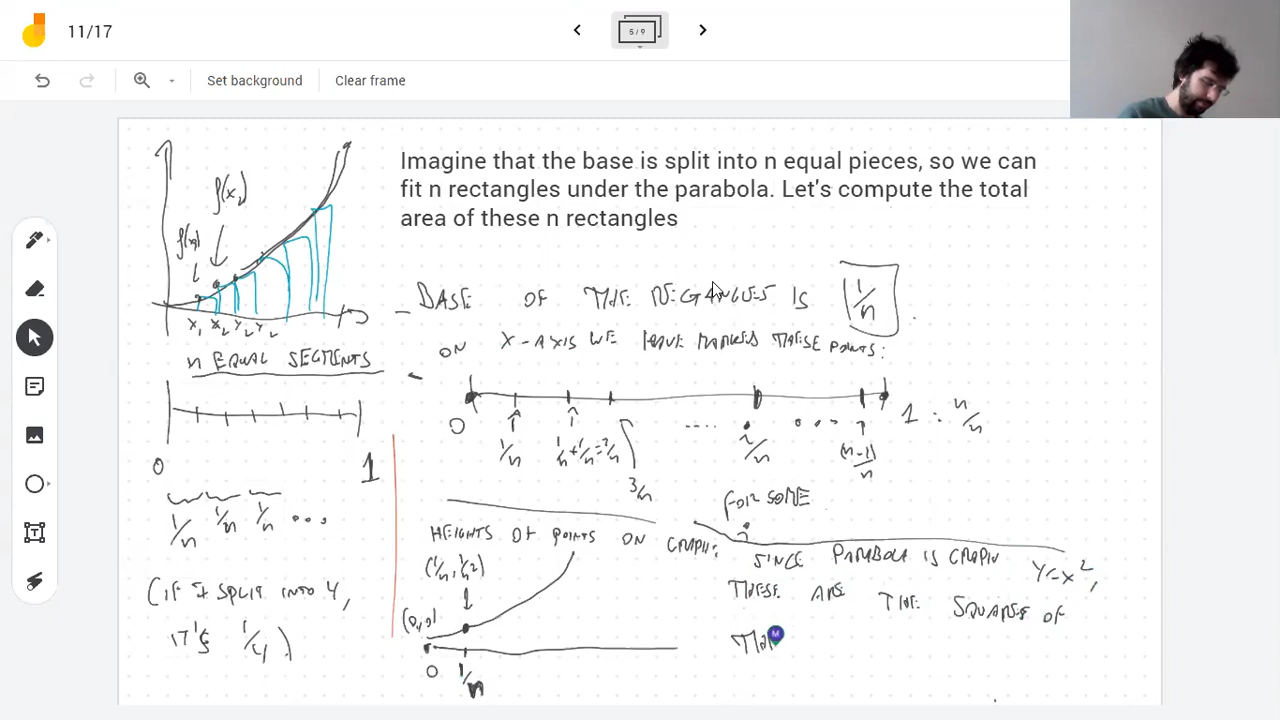 11/17
5 / 9
Set background
Clear frame
Imagine that the base is split into n equal pieces, so we can
fit n rectangles under the parabola. Let's compute the total
area of these n rectangles
f(x₂)
f(x₁)
x₁ x₂
n EQUAL SEGMENTS
0 1
1/n 1/n 1/n ...
(IF I SPLIT INTO 4,
IT'S 1/4)
- BASE OF THE RECTANGLES IS 1/n .
ON X-AXIS WE HAVE MARKED THESE POINTS:
0 1/n 1/n + 1/n = 2/n 3/n .... i/n .... (n-1)/n 1 = n/n
FOR SOME
i
HEIGHTS OF POINTS ON GRAPH:
(1/n, 1/n²)
(0,0)
0 1/n
SINCE PARABOLA IS GRAPH Y=X²,
THESE ARE THE SQUARE OF
M